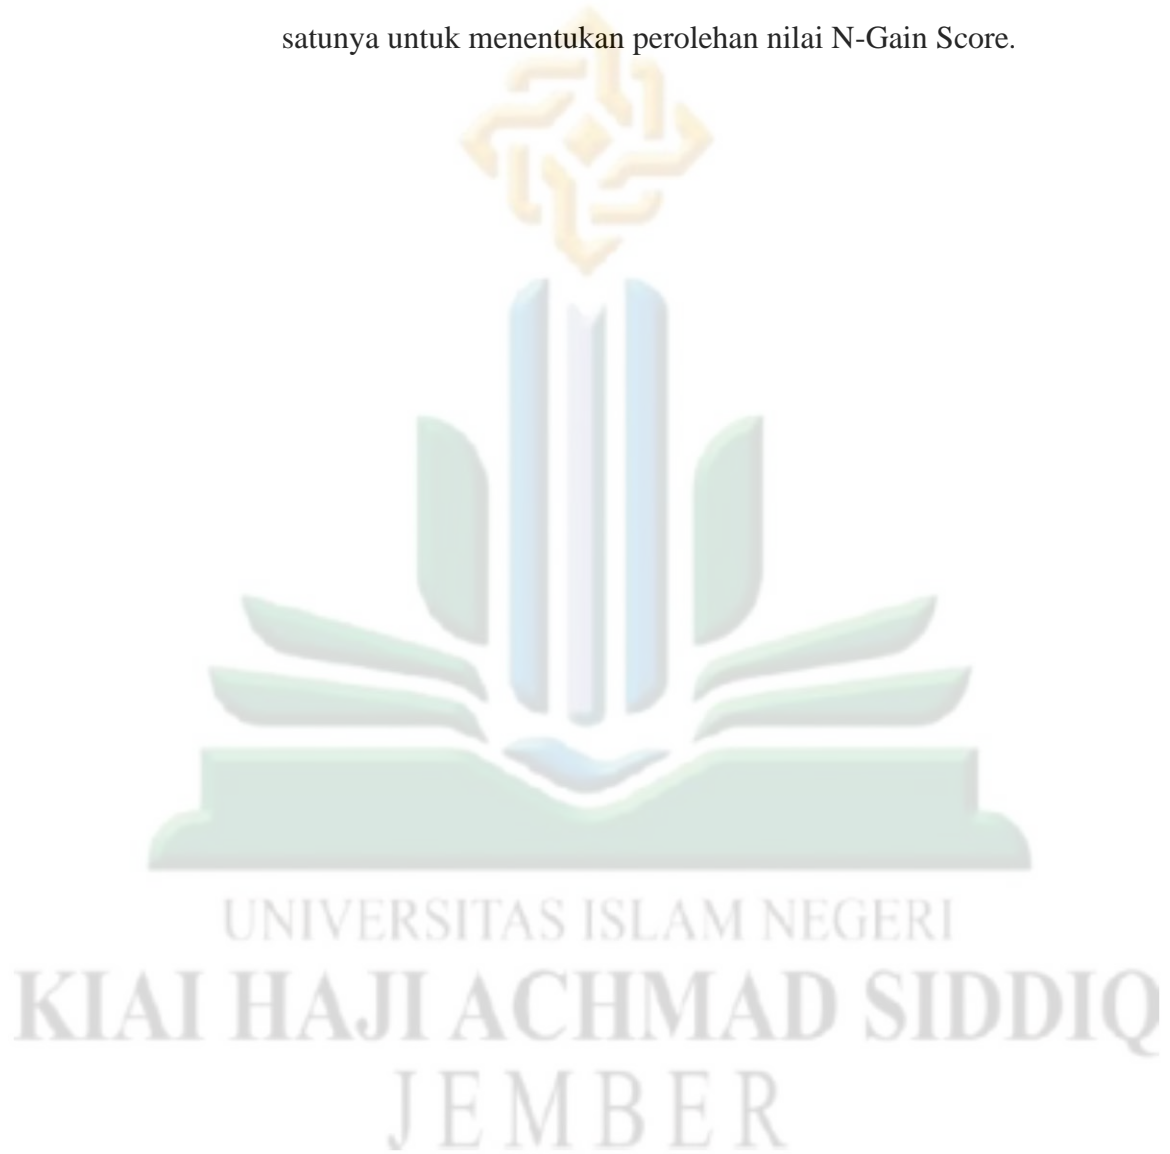 satunya untuk menentukan perolehan nilai N-Gain Score.
UNIVERSITAS ISLAM NEGERI
KIAI HAJI ACHMAD SIDDIQ
JEMBER